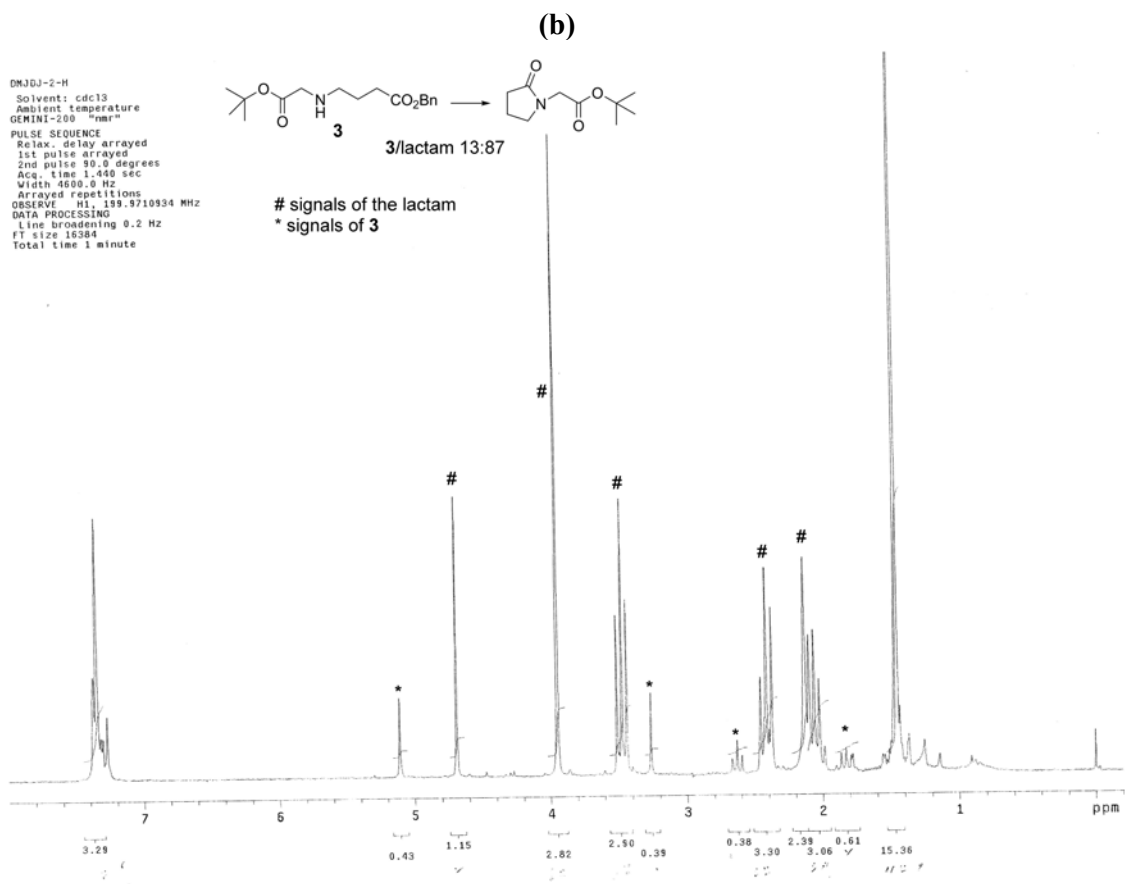 (b)
DMJDJ-2-H
Solvent: cdcl3
Ambient temperature
GEMINI-200 "nmr"
PULSE SEQUENCE
Relax. delay arrayed
1st pulse arrayed
2nd pulse 90.0 degrees
Acq. time 1.440 sec
Width 4600.0 Hz
Arrayed repetitions
OBSERVE H1, 199.9710934 MHz
DATA PROCESSING
Line broadening 0.2 Hz
FT size 16384
Total time 1 minute
O
O
N
H
CO₂Bn
3
O
N
O
O
3/lactam 13:87
# signals of the lactam
* signals of 3
#
# # # #
* * * *
7 6 5 4 3 2 1 ppm
3.29 0.43 1.15 2.82 2.90 0.39 0.38 3.30 2.39 3.06 0.61 15.36